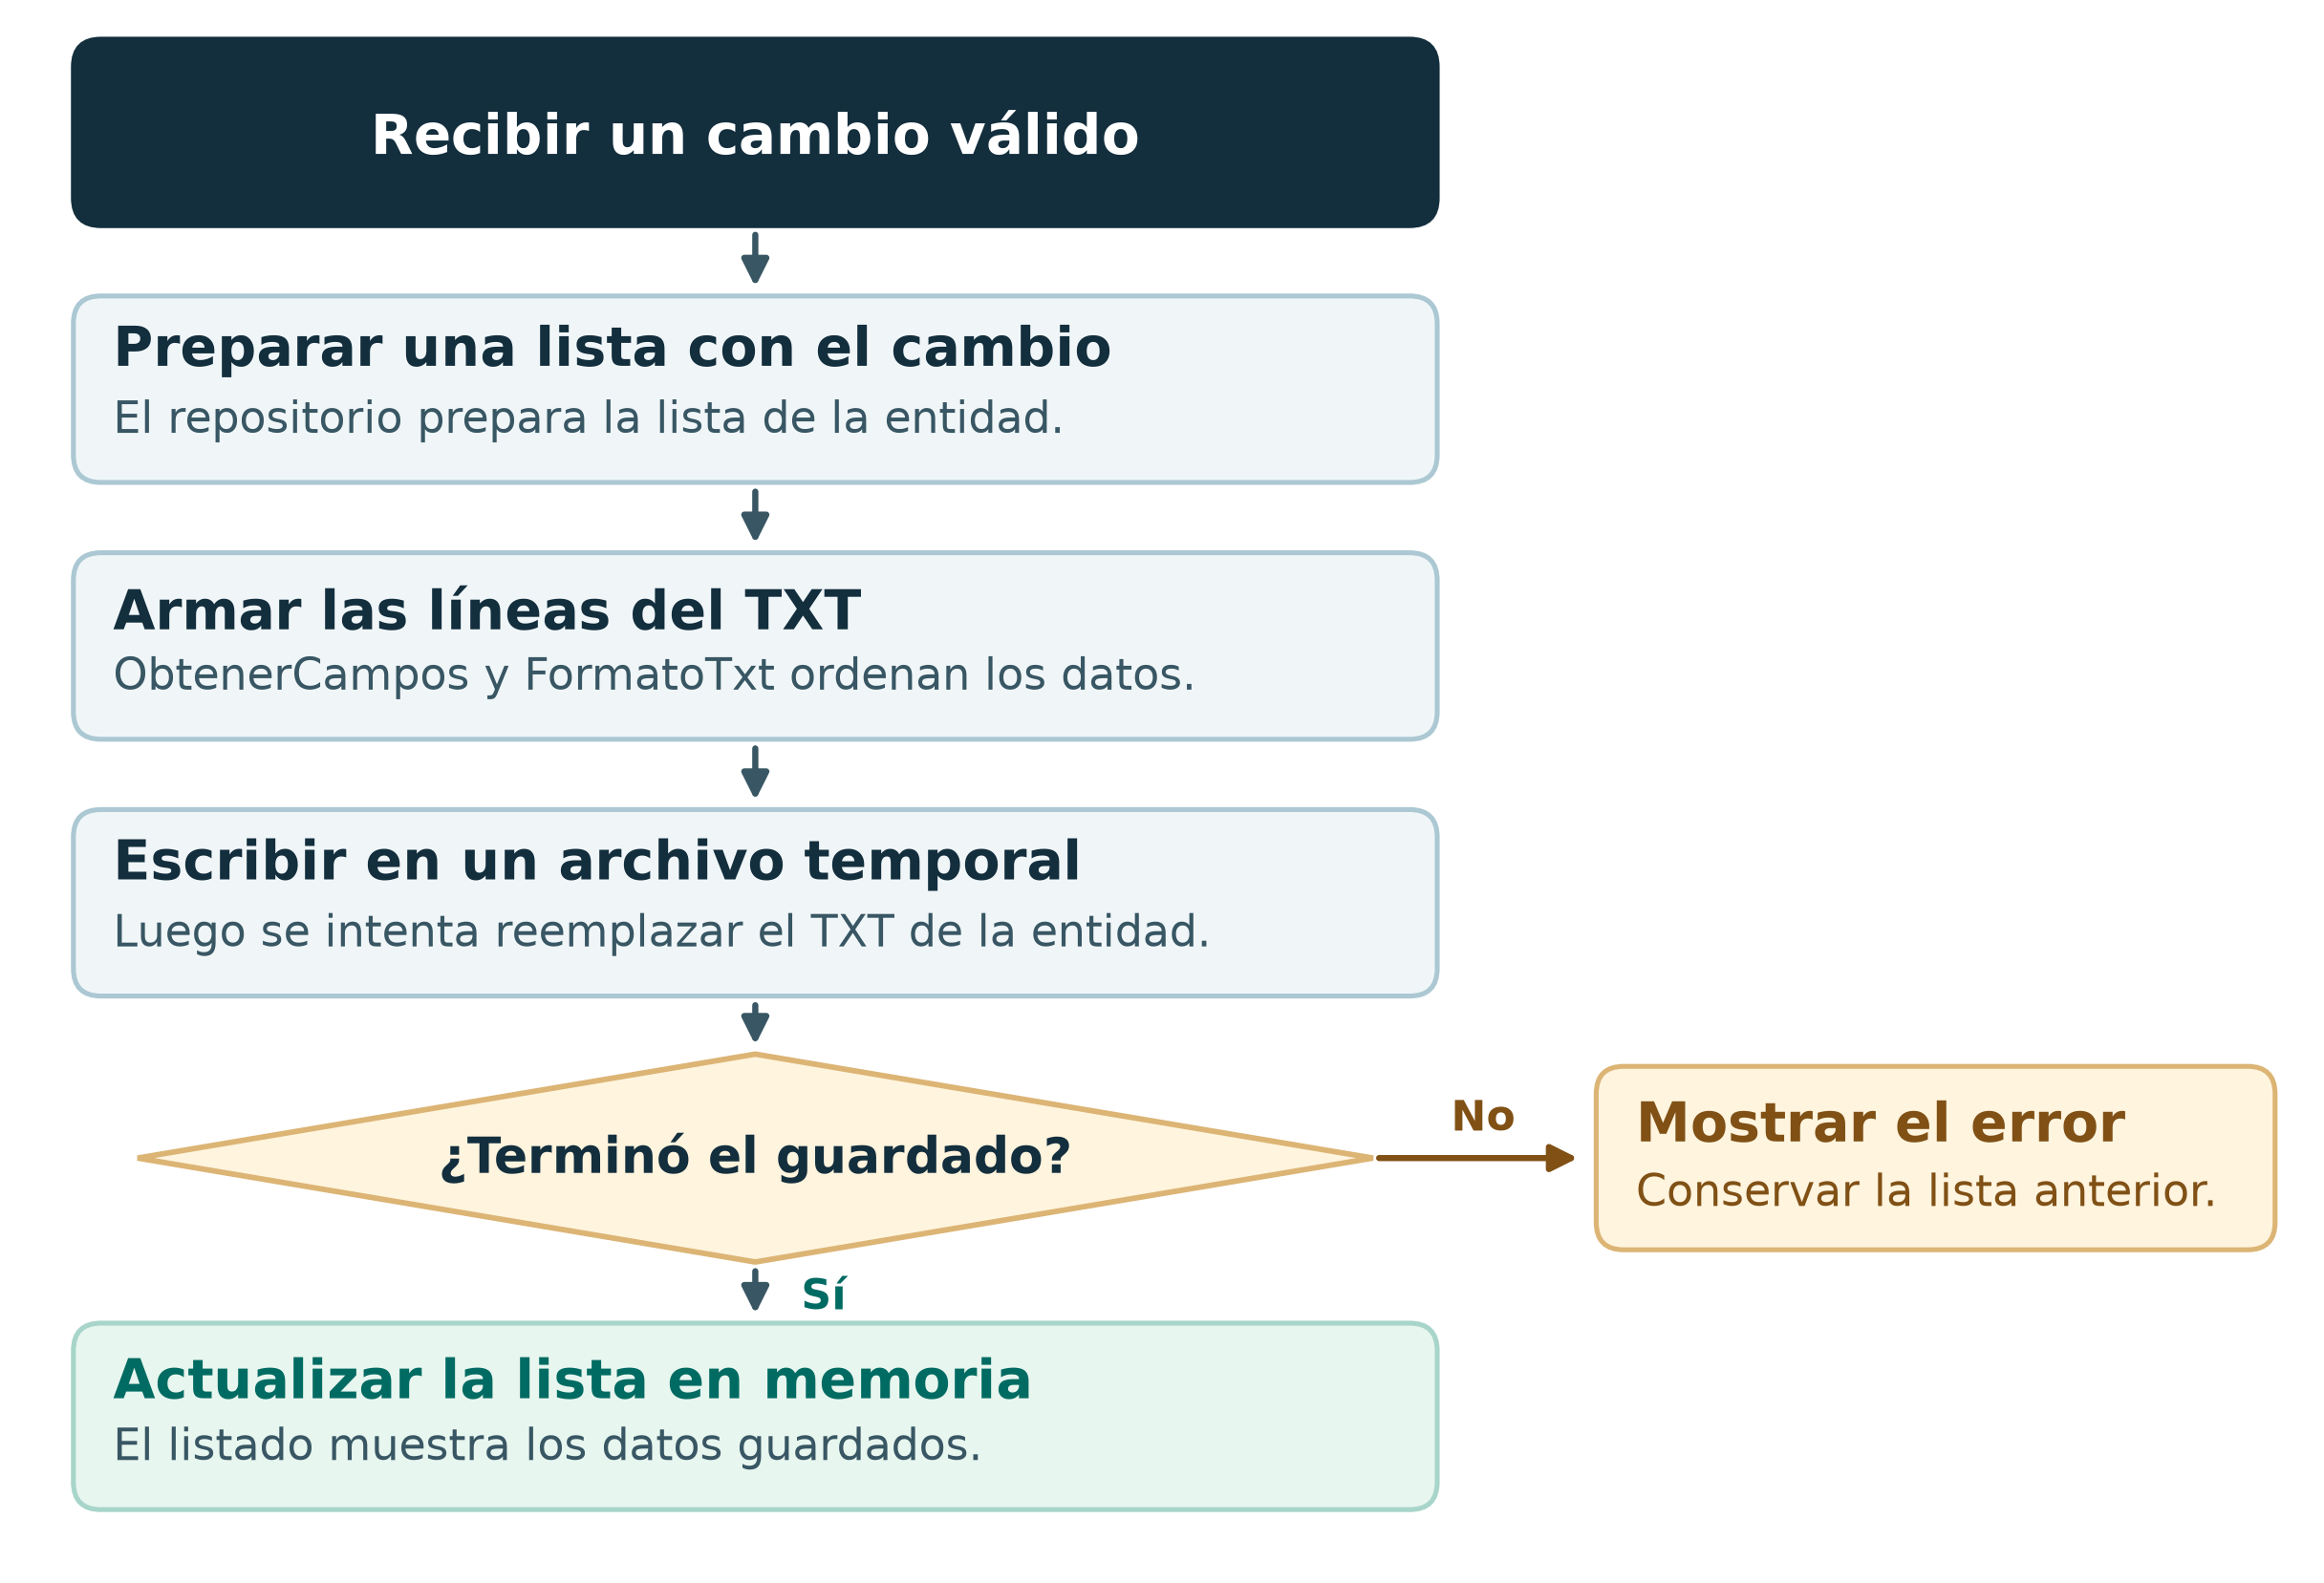 Recibir un cambio válido
Preparar una lista con el cambio
El repositorio prepara la lista de la entidad.
Armar las líneas del TXT
ObtenerCampos y FormatoTxt ordenan los datos.
Escribir en un archivo temporal
Luego se intenta reemplazar el TXT de la entidad.
¿Terminó el guardado?
No
Mostrar el error
Conservar la lista anterior.
Sí
Actualizar la lista en memoria
El listado muestra los datos guardados.